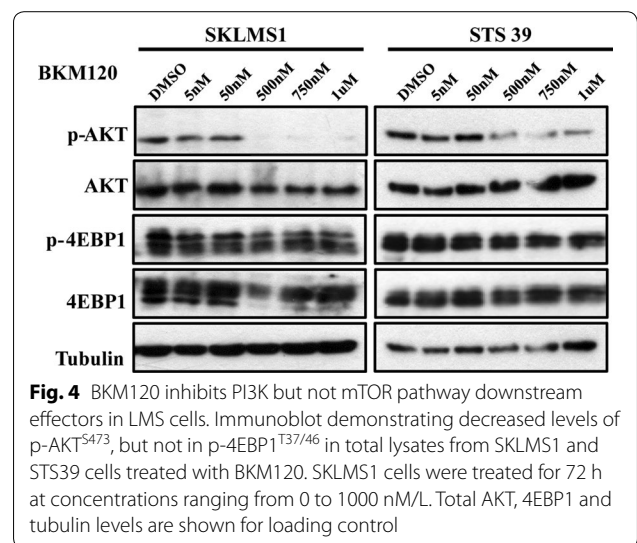 SKLMS1 STS 39
BKM120 DMSO 5nM 50nM 500nM 750nM 1uM DMSO 5nM 50nM 500nM 750nM 1uM
p-AKT
AKT
p-4EBP1
4EBP1
Tubulin
Fig. 4 BKM120 inhibits PI3K but not mTOR pathway downstream
effectors in LMS cells. Immunoblot demonstrating decreased levels of
p-AKT^S473, but not in p-4EBP1^T37/46 in total lysates from SKLMS1 and
STS39 cells treated with BKM120. SKLMS1 cells were treated for 72 h
at concentrations ranging from 0 to 1000 nM/L. Total AKT, 4EBP1 and
tubulin levels are shown for loading control